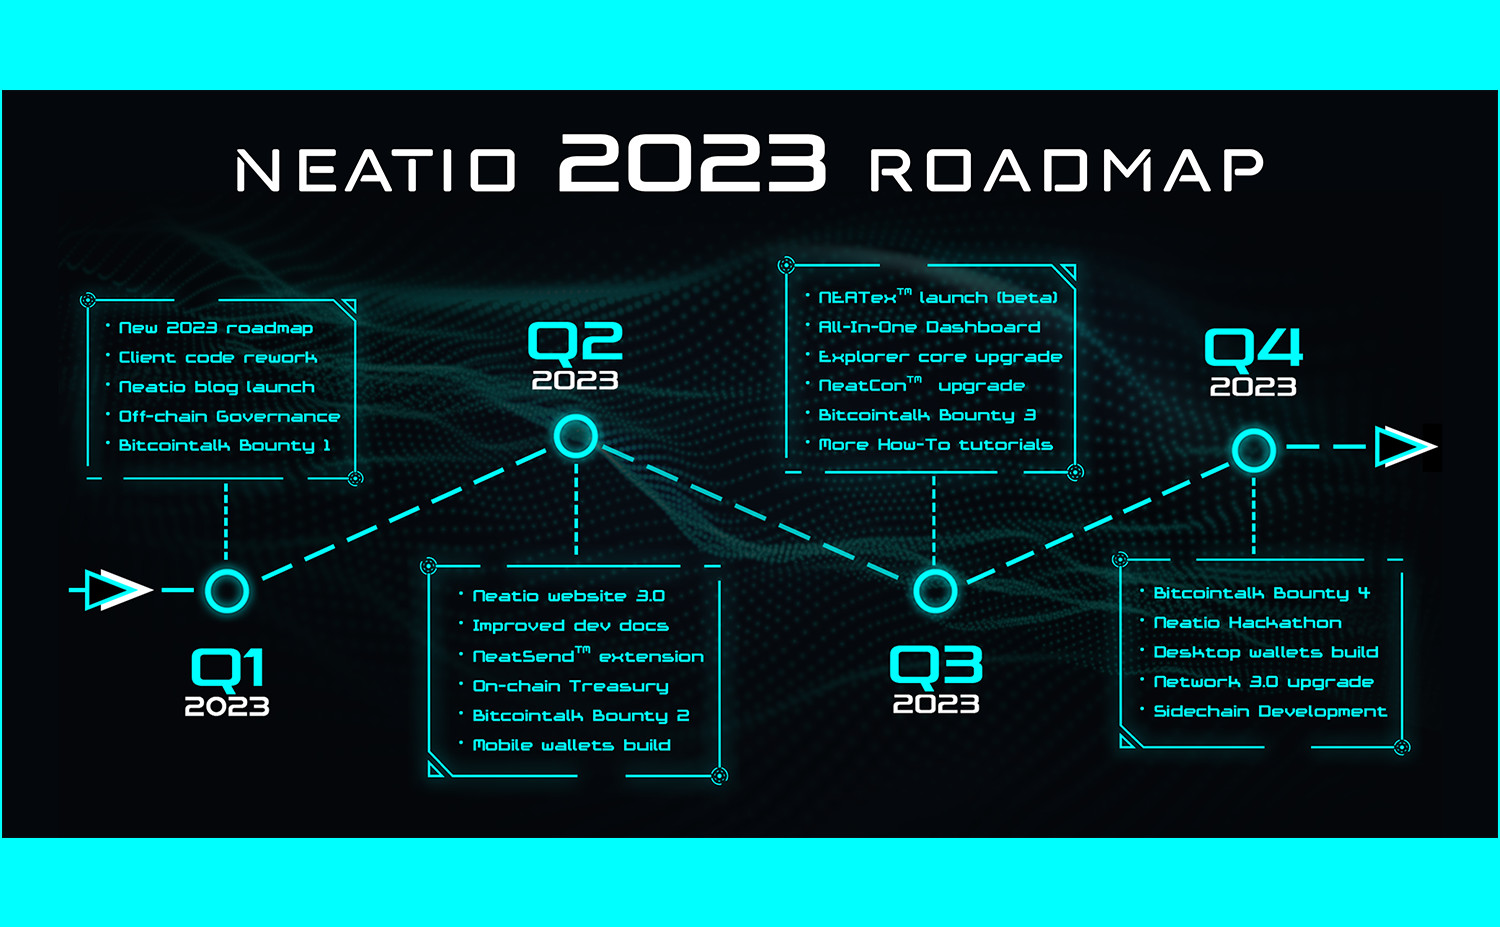 NEATIO 2023 ROADMAP
• New 2023 roadmap
• Client code rework
• Neatio blog launch
• Off-chain Governance
• Bitcointalk Bounty 1
Q1
2023
Q2
2023
• Neatio website 3.0
• Improved dev docs
• NeatSend™ extension
• On-chain Treasury
• Bitcointalk Bounty 2
• Mobile wallets build
• NEATex™ launch (beta)
• All-In-One Dashboard
• Explorer core upgrade
• NeatCon™ upgrade
• Bitcointalk Bounty 3
• More How-To tutorials
Q3
2023
Q4
2023
• Bitcointalk Bounty 4
• Neatio Hackathon
• Desktop wallets build
• Network 3.0 upgrade
• Sidechain Development